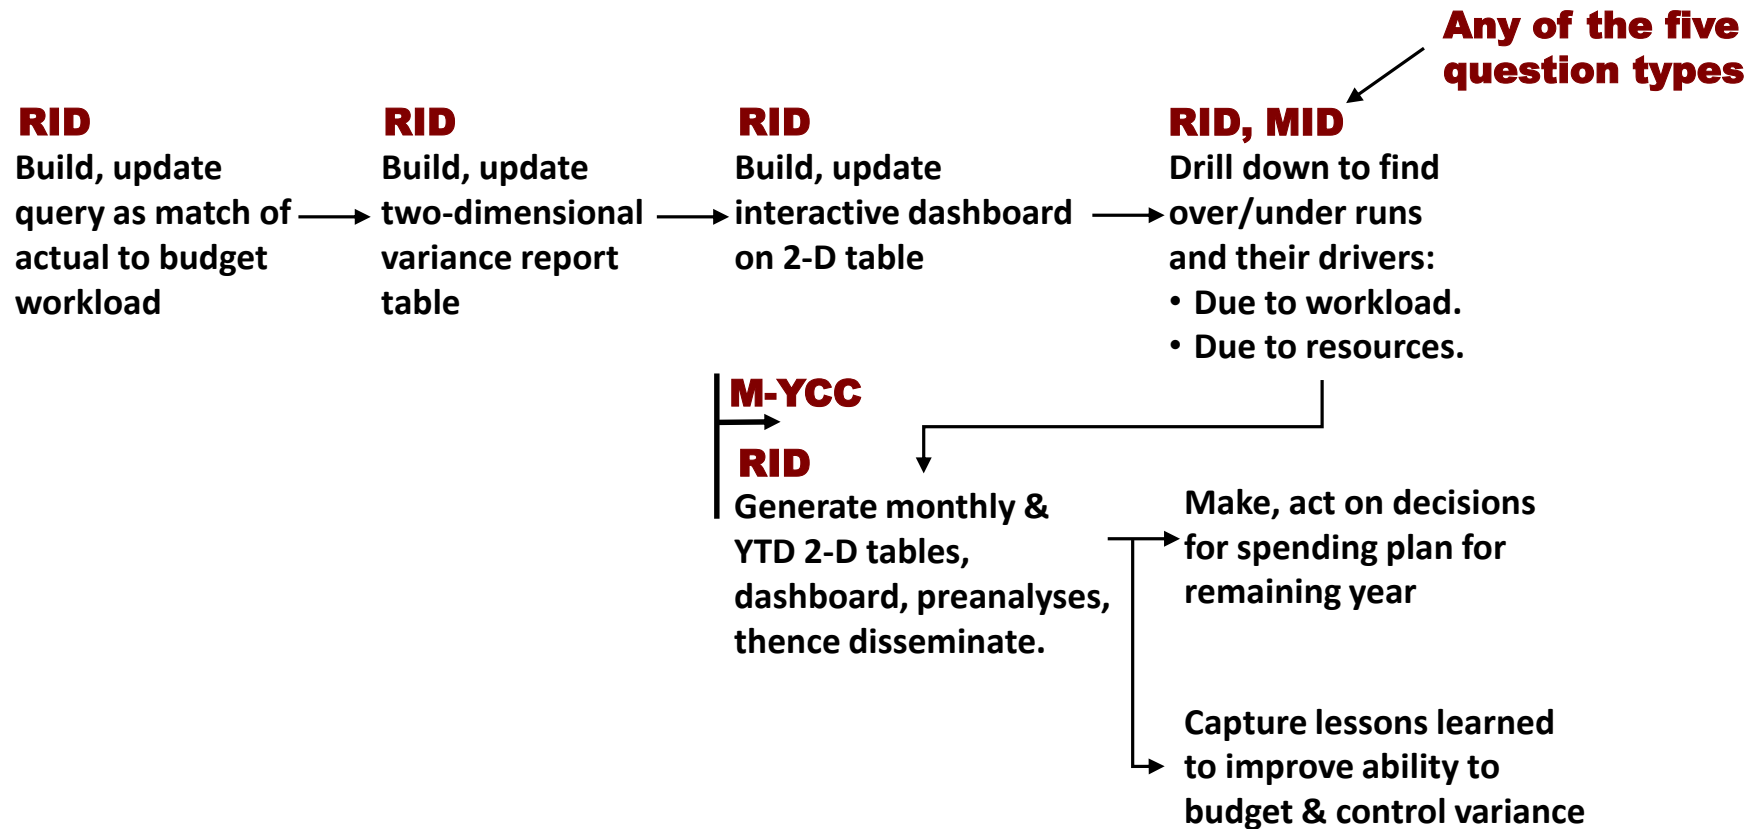 Any of the five
question types
RID
Build, update
query as match of
actual to budget
workload
RID
Build, update
two-dimensional
variance report
table
RID
Build, update
interactive dashboard
on 2-D table
RID, MID
Drill down to find
over/under runs
and their drivers:
• Due to workload.
• Due to resources.
M-YCC
RID
Generate monthly &
YTD 2-D tables,
dashboard, preanalyses,
thence disseminate.
Make, act on decisions
for spending plan for
remaining year
Capture lessons learned
to improve ability to
budget & control variance